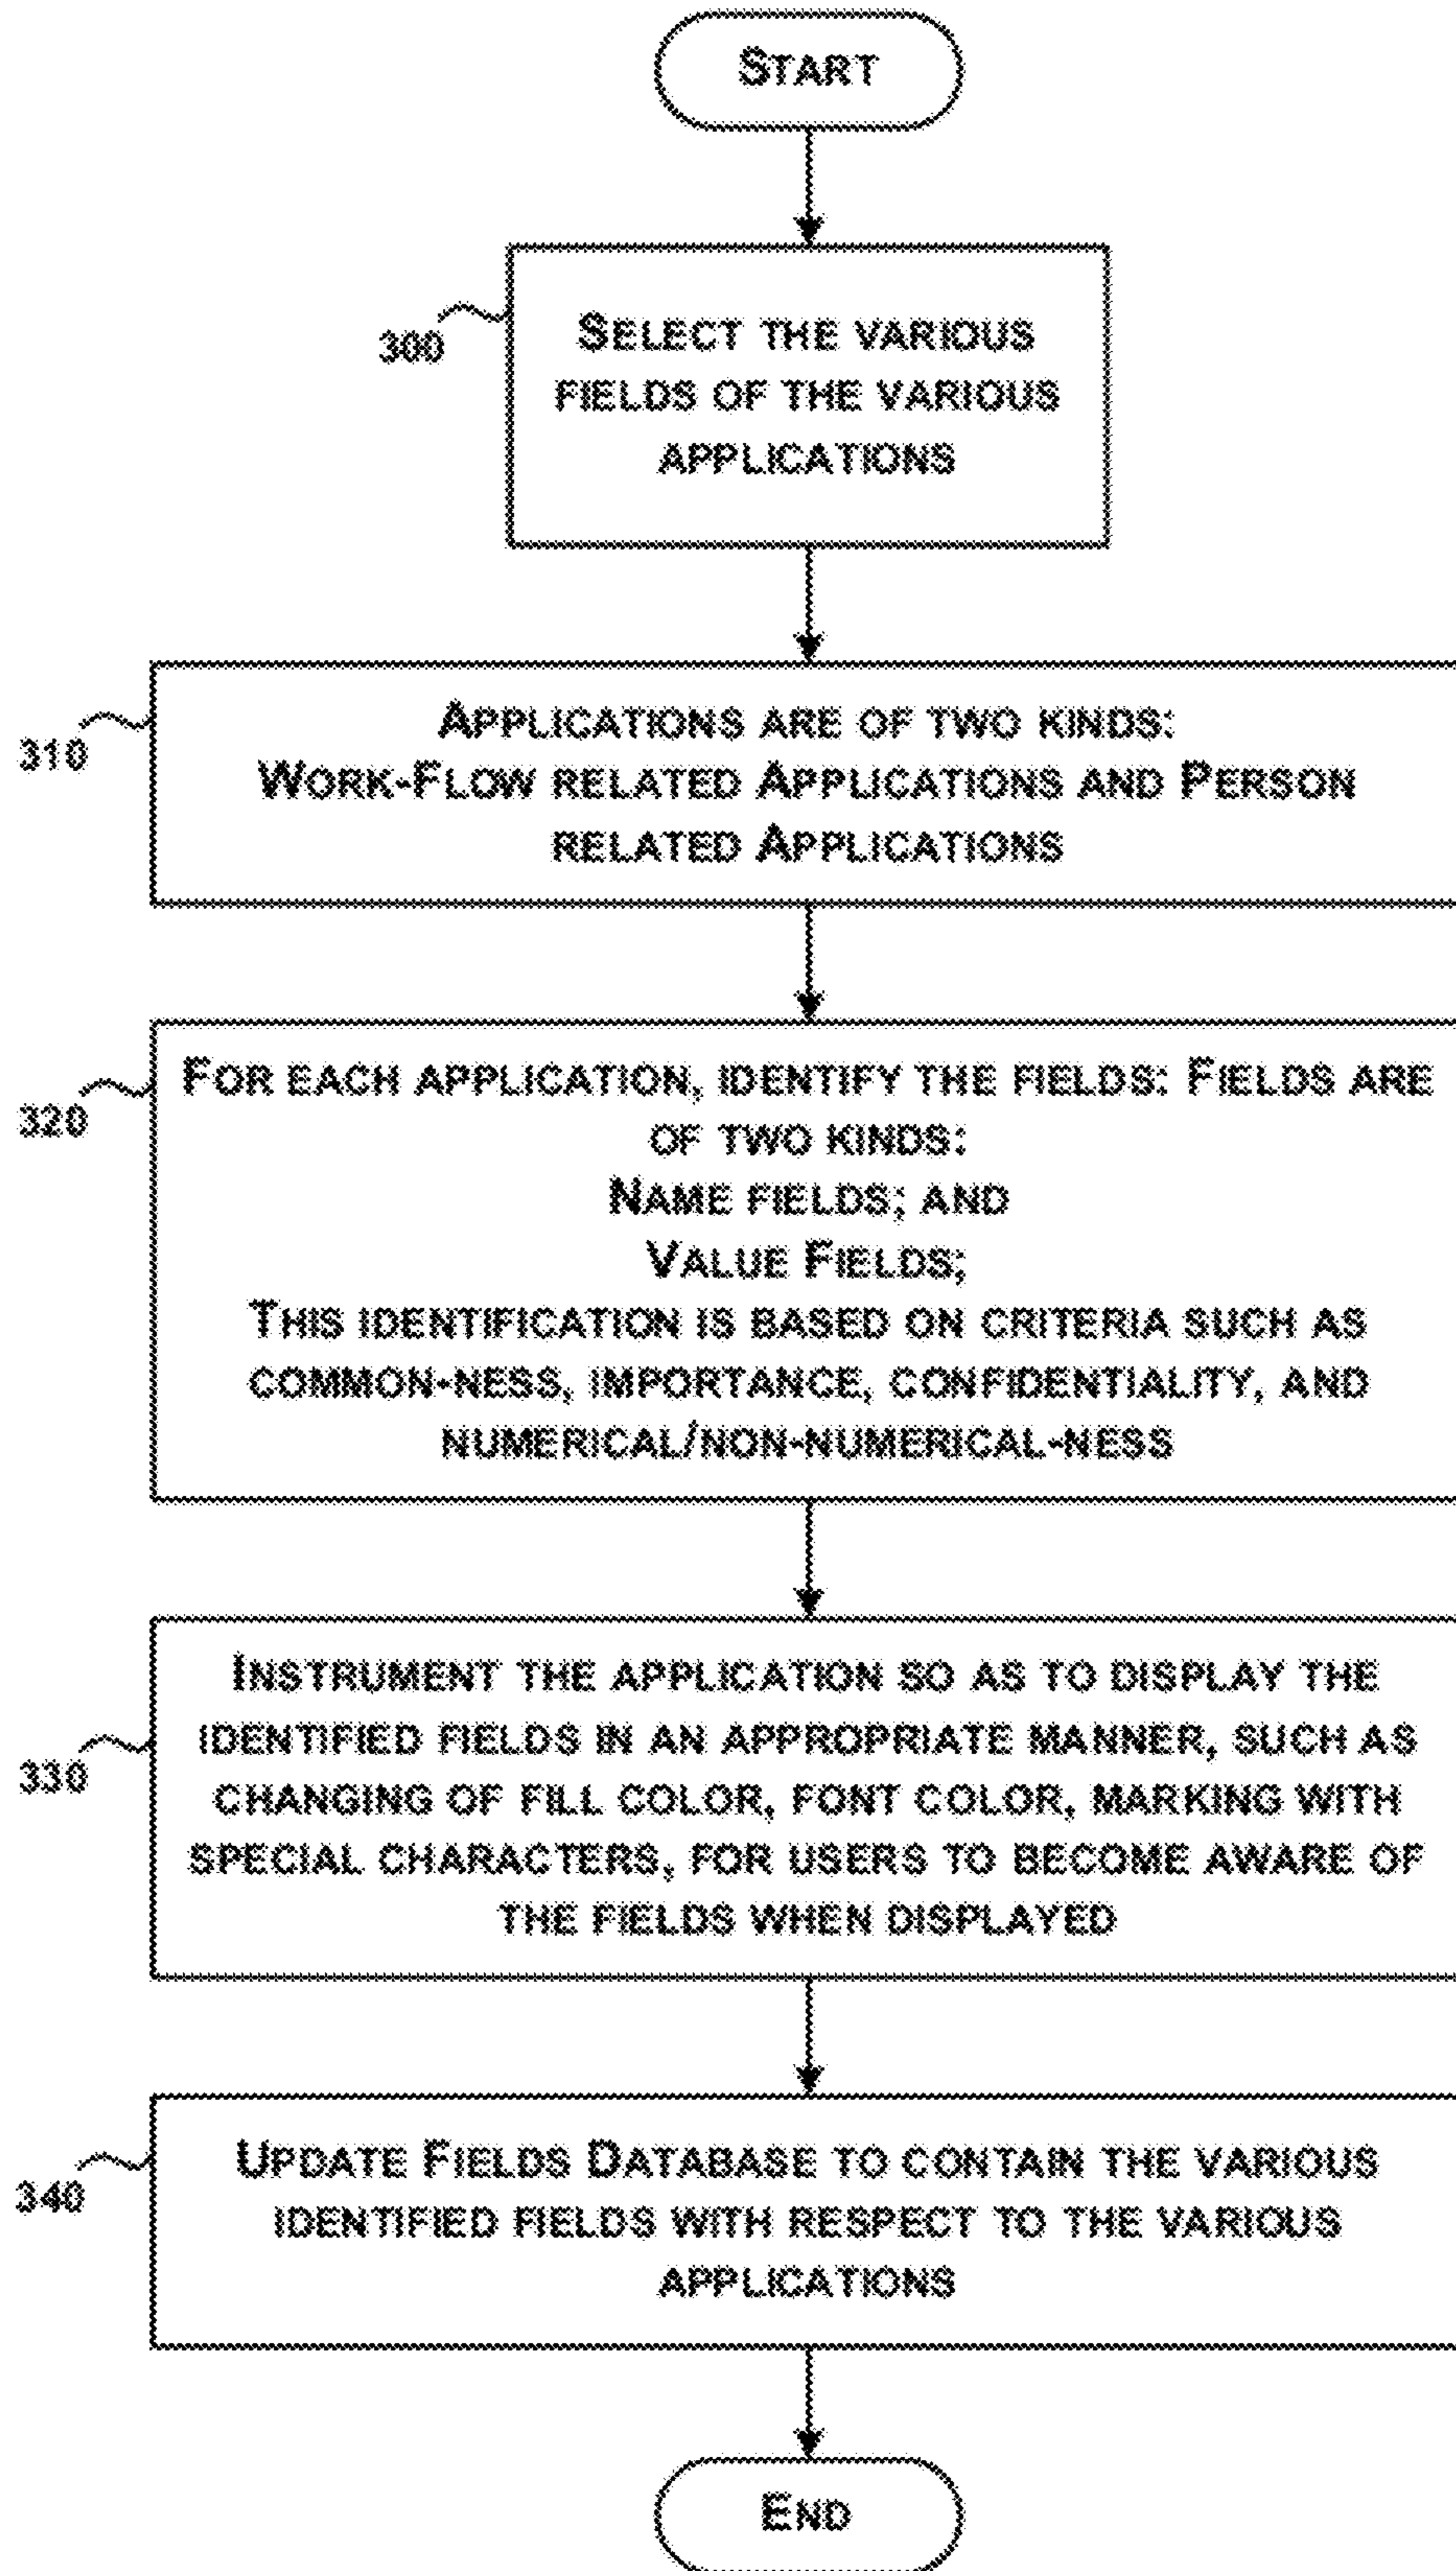 START
300
SELECT THE VARIOUS
FIELDS OF THE VARIOUS
APPLICATIONS
310
APPLICATIONS ARE OF TWO KINDS:
WORK-FLOW RELATED APPLICATIONS AND PERSON
RELATED APPLICATIONS
320
FOR EACH APPLICATION, IDENTIFY THE FIELDS: FIELDS ARE
OF TWO KINDS:
NAME FIELDS; AND
VALUE FIELDS;
THIS IDENTIFICATION IS BASED ON CRITERIA SUCH AS
COMMON-NESS, IMPORTANCE, CONFIDENTIALITY, AND
NUMERICAL/NON-NUMERICAL-NESS
330
INSTRUMENT THE APPLICATION SO AS TO DISPLAY THE
IDENTIFIED FIELDS IN AN APPROPRIATE MANNER, SUCH AS
CHANGING OF FILL COLOR, FONT COLOR, MARKING WITH
SPECIAL CHARACTERS, FOR USERS TO BECOME AWARE OF
THE FIELDS WHEN DISPLAYED
340
UPDATE FIELDS DATABASE TO CONTAIN THE VARIOUS
IDENTIFIED FIELDS WITH RESPECT TO THE VARIOUS
APPLICATIONS
END